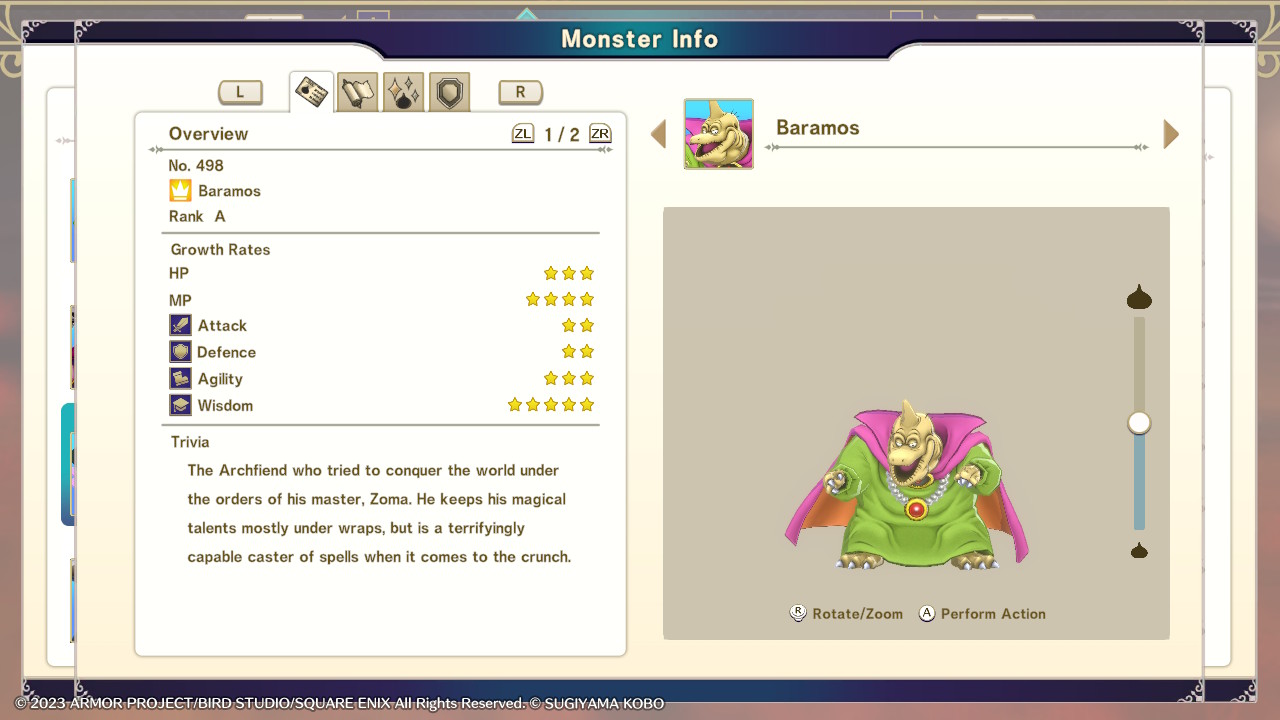 Monster Info
L
R
Overview
ZL 1 / 2 ZR
No. 498
Baramos
Rank A
Growth Rates
HP
MP
Attack
Defence
Agility
Wisdom
Trivia
The Archfiend who tried to conquer the world under
the orders of his master, Zoma. He keeps his magical
talents mostly under wraps, but is a terrifyingly
capable caster of spells when it comes to the crunch.
Baramos
R Rotate/Zoom A Perform Action
© 2023 ARMOR PROJECT/BIRD STUDIO/SQUARE ENIX All Rights Reserved. © SUGIYAMA KOBO